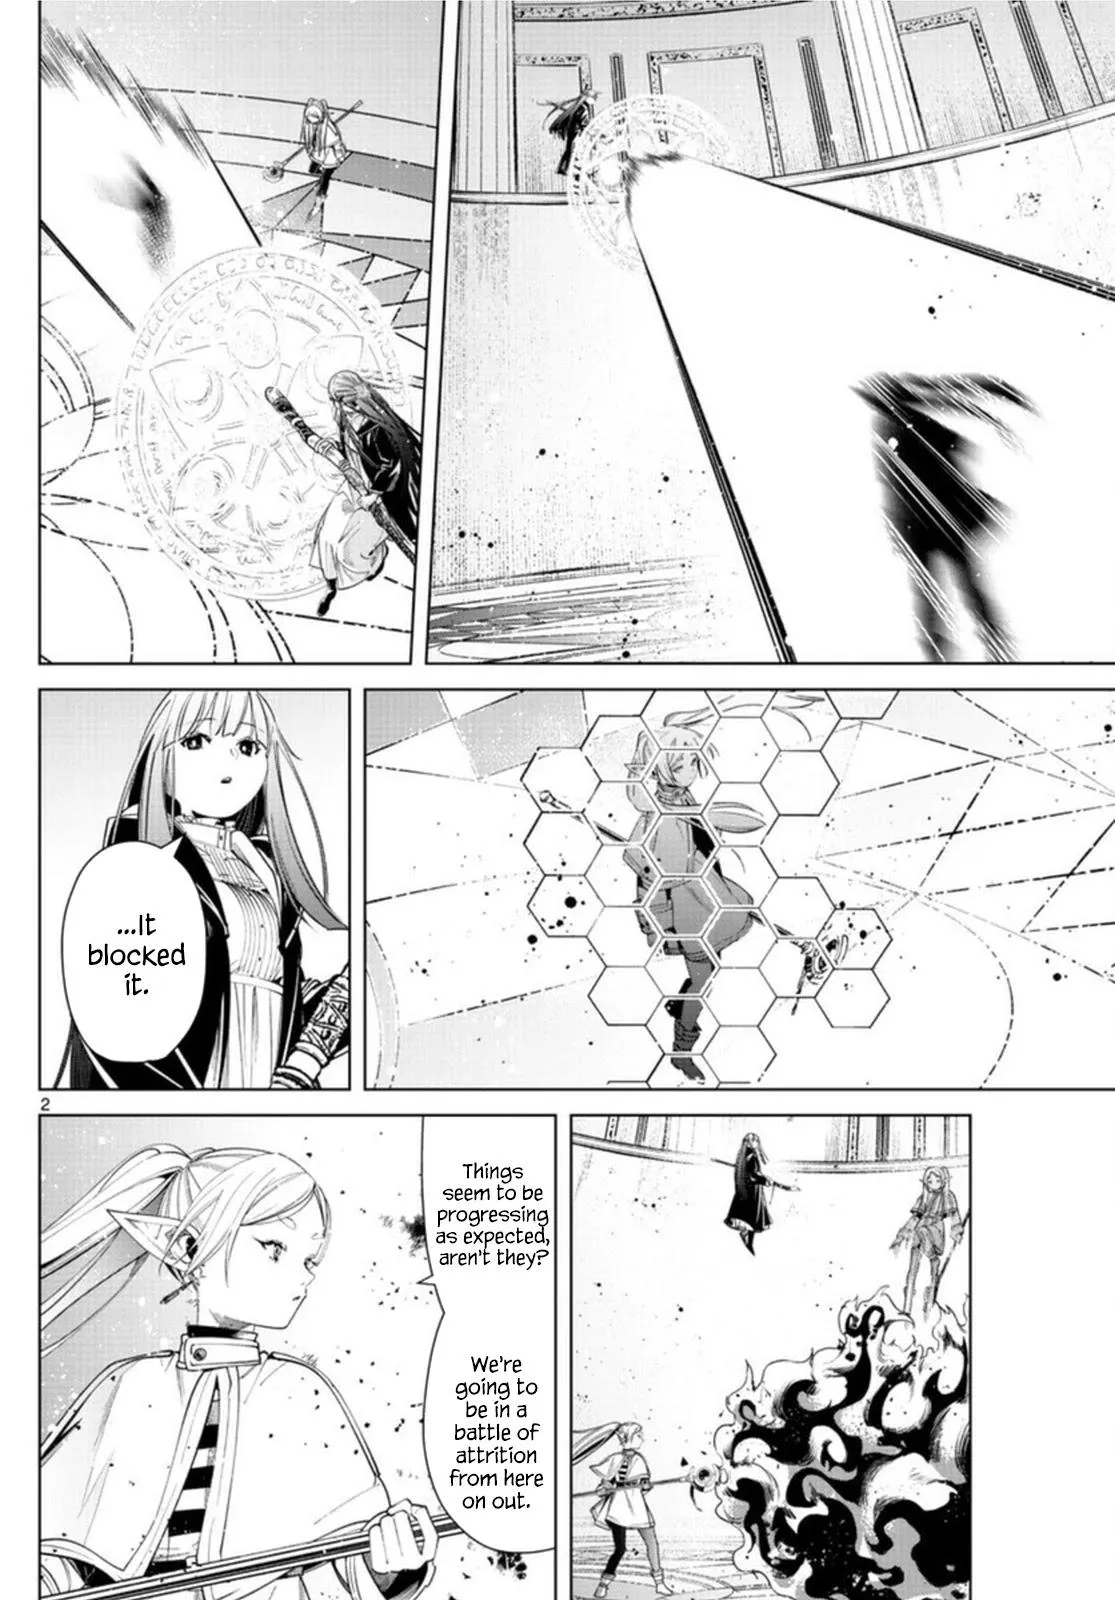 ...It
blocked
it.
2
Things
seem to be
progressing
as expected,
aren't they?
We're
going to
be in a
battle of
attrition
from here
on out.